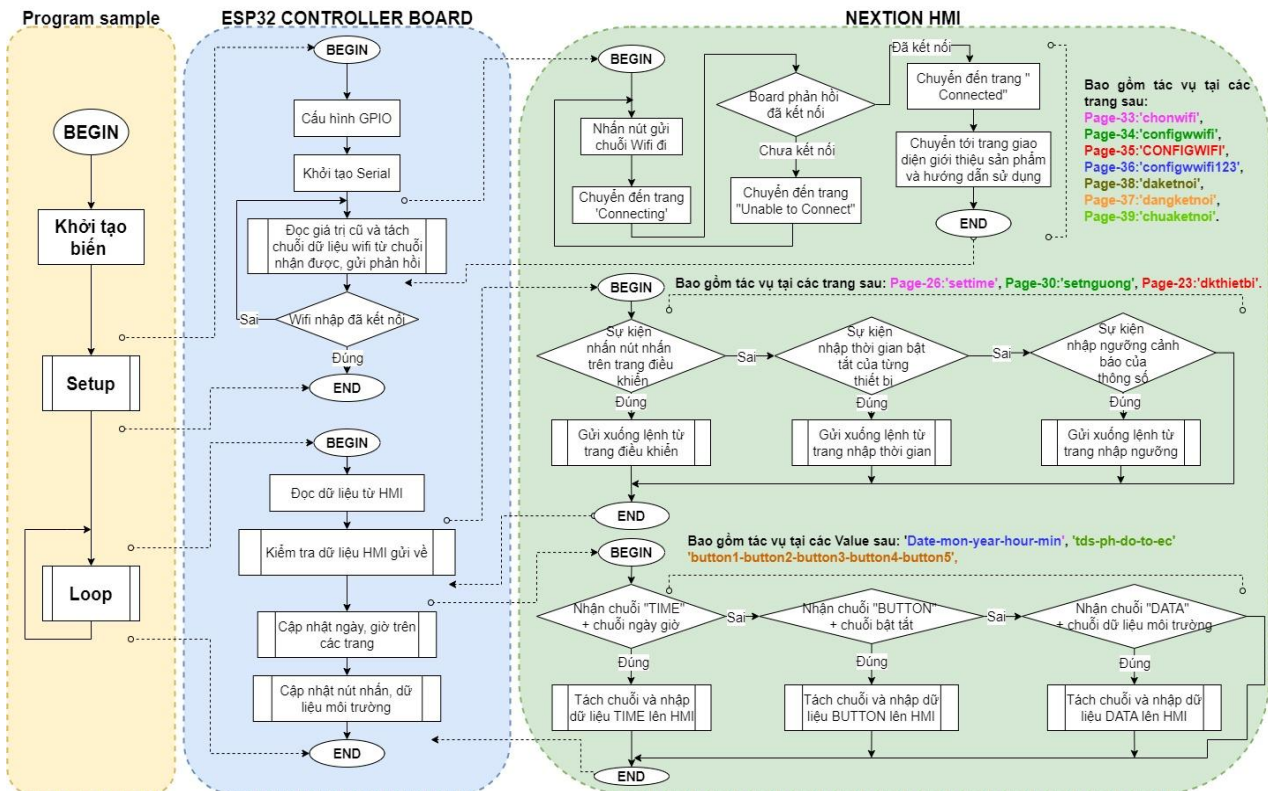 Program sample
BEGIN
Khởi tạo
biến
Setup
Loop
ESP32 CONTROLLER BOARD
BEGIN
Cấu hình GPIO
Khởi tạo Serial
Đọc giá trị cũ và tách
chuỗi dữ liệu wifi từ chuỗi
nhận được, gửi phản hồi
Sai
Wifi nhập đã kết nối
Đúng
END
BEGIN
Đọc dữ liệu từ HMI
Kiểm tra dữ liệu HMI gửi về
Cập nhật ngày, giờ trên
các trang
Cập nhật nút nhấn, dữ
liệu môi trường
END
NEXTION HMI
BEGIN
Nhấn nút gửi
chuỗi Wifi đi
Chuyển đến trang
'Connecting'
Board phản hồi
đã kết nối
Đã kết nối
Chưa kết nối
Chuyển đến trang
"Unable to Connect"
Chuyển đến trang "
Connected"
Chuyển tới trang giao
diện giới thiệu sản phẩm
và hướng dẫn sử dụng
END
Bao gồm tác vụ tại các
trang sau:
Page-33:'chonwifi',
Page-34:'configwwifi',
Page-35:'CONFIGWIFI',
Page-36:'configwwifi123',
Page-38:'daketnoi',
Page-37:'dangketnoi',
Page-39:'chuaketnoi'.
BEGIN
Bao gồm tác vụ tại các trang sau: Page-26:'settime', Page-30:'setnguong', Page-23:'dkthietbi'.
Sự kiện
nhấn nút nhấn
trên trang điều
khiển
Sai
Sự kiện
nhập thời gian bật
tắt của từng
thiết bị
Sai
Sự kiện
nhập ngưỡng cảnh
báo của
thông số
Đúng
Đúng
Đúng
Gửi xuống lệnh từ
trang điều khiển
Gửi xuống lệnh từ
trang nhập thời gian
Gửi xuống lệnh từ
trang nhập ngưỡng
END
BEGIN
Bao gồm tác vụ tại các Value sau: 'Date-mon-year-hour-min', 'tds-ph-do-to-ec'
'button1-button2-button3-button4-button5',
Nhận chuỗi "TIME"
+ chuỗi ngày giờ
Sai
Nhận chuỗi "BUTTON"
+ chuỗi bật tắt
Sai
Nhận chuỗi "DATA"
+ chuỗi dữ liệu môi trường
Đúng
Đúng
Đúng
Tách chuỗi và nhập
dữ liệu TIME lên HMI
Tách chuỗi và nhập dữ
liệu BUTTON lên HMI
Tách chuỗi và nhập dữ
liệu DATA lên HMI
END